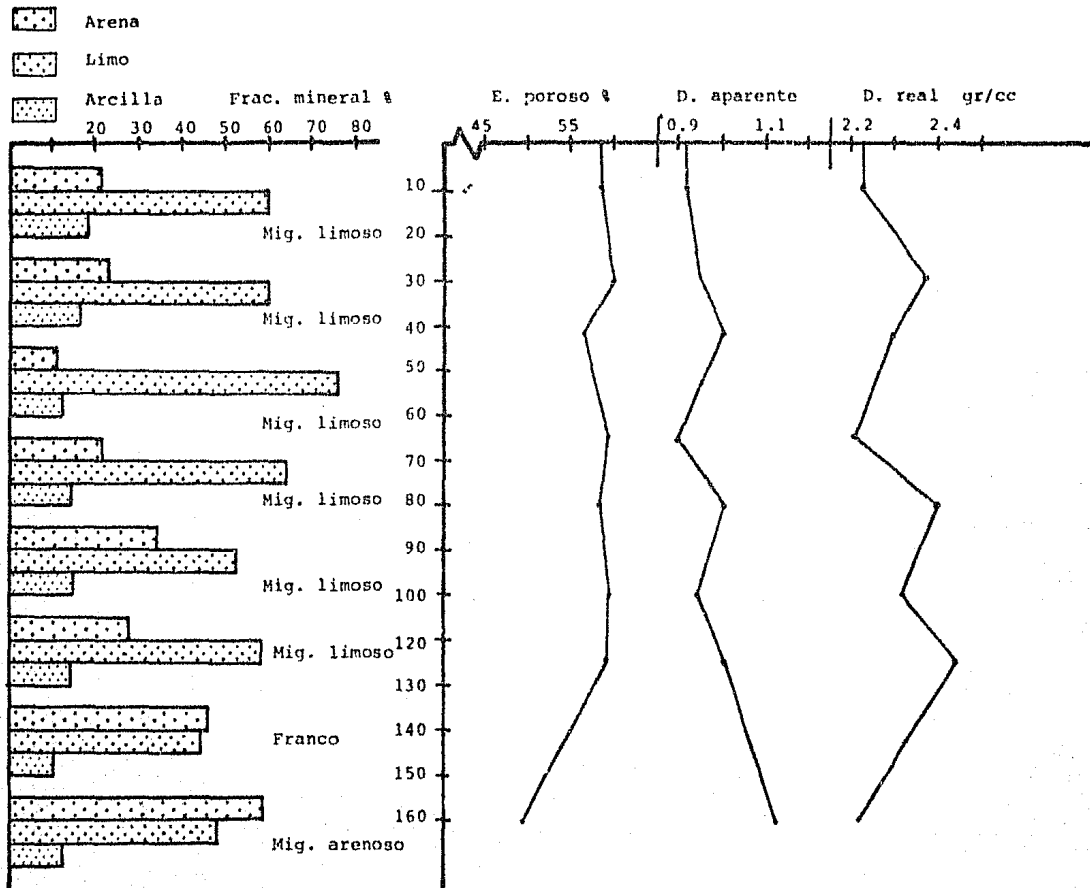 Arena
Limo
Arcilla
Frac. mineral %
E. poroso %
D. aparente
D. real gr/cc
20 30 40 50 60 70 80
45 55
0.9 1.1
2.2 2.4
10
20
Mig. limoso
30
Mig. limoso
40
50
60
Mig. limoso
70
Mig. limoso
80
90
Mig. limoso
100
Mig. limoso
120
130
Franco
140
150
160
Mig. arenoso